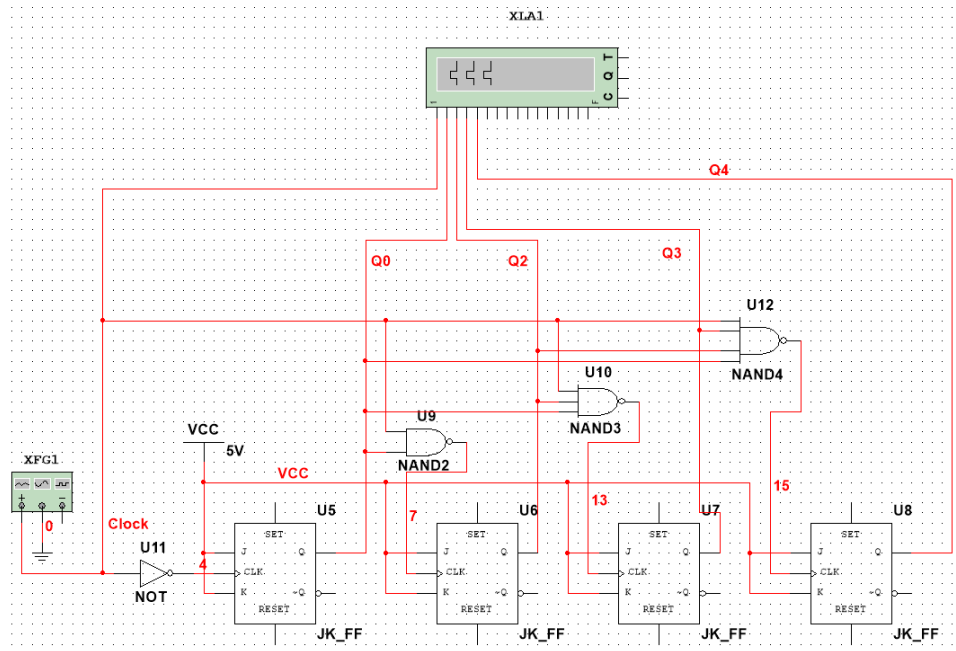 XLA1
T
Q
C
1
F
Q4
Q0
Q2
Q3
U12
NAND4
U10
NAND3
U9
NAND2
VCC
5V
XFG1
VCC
+
−
0
Clock
U11
NOT
4
7
13
15
U5
SET
J
Q
CLK
K
~Q
RESET
JK_FF
U6
SET
J
Q
CLK
K
~Q
RESET
JK_FF
U7
SET
J
Q
CLK
K
~Q
RESET
JK_FF
U8
SET
J
Q
CLK
K
~Q
RESET
JK_FF